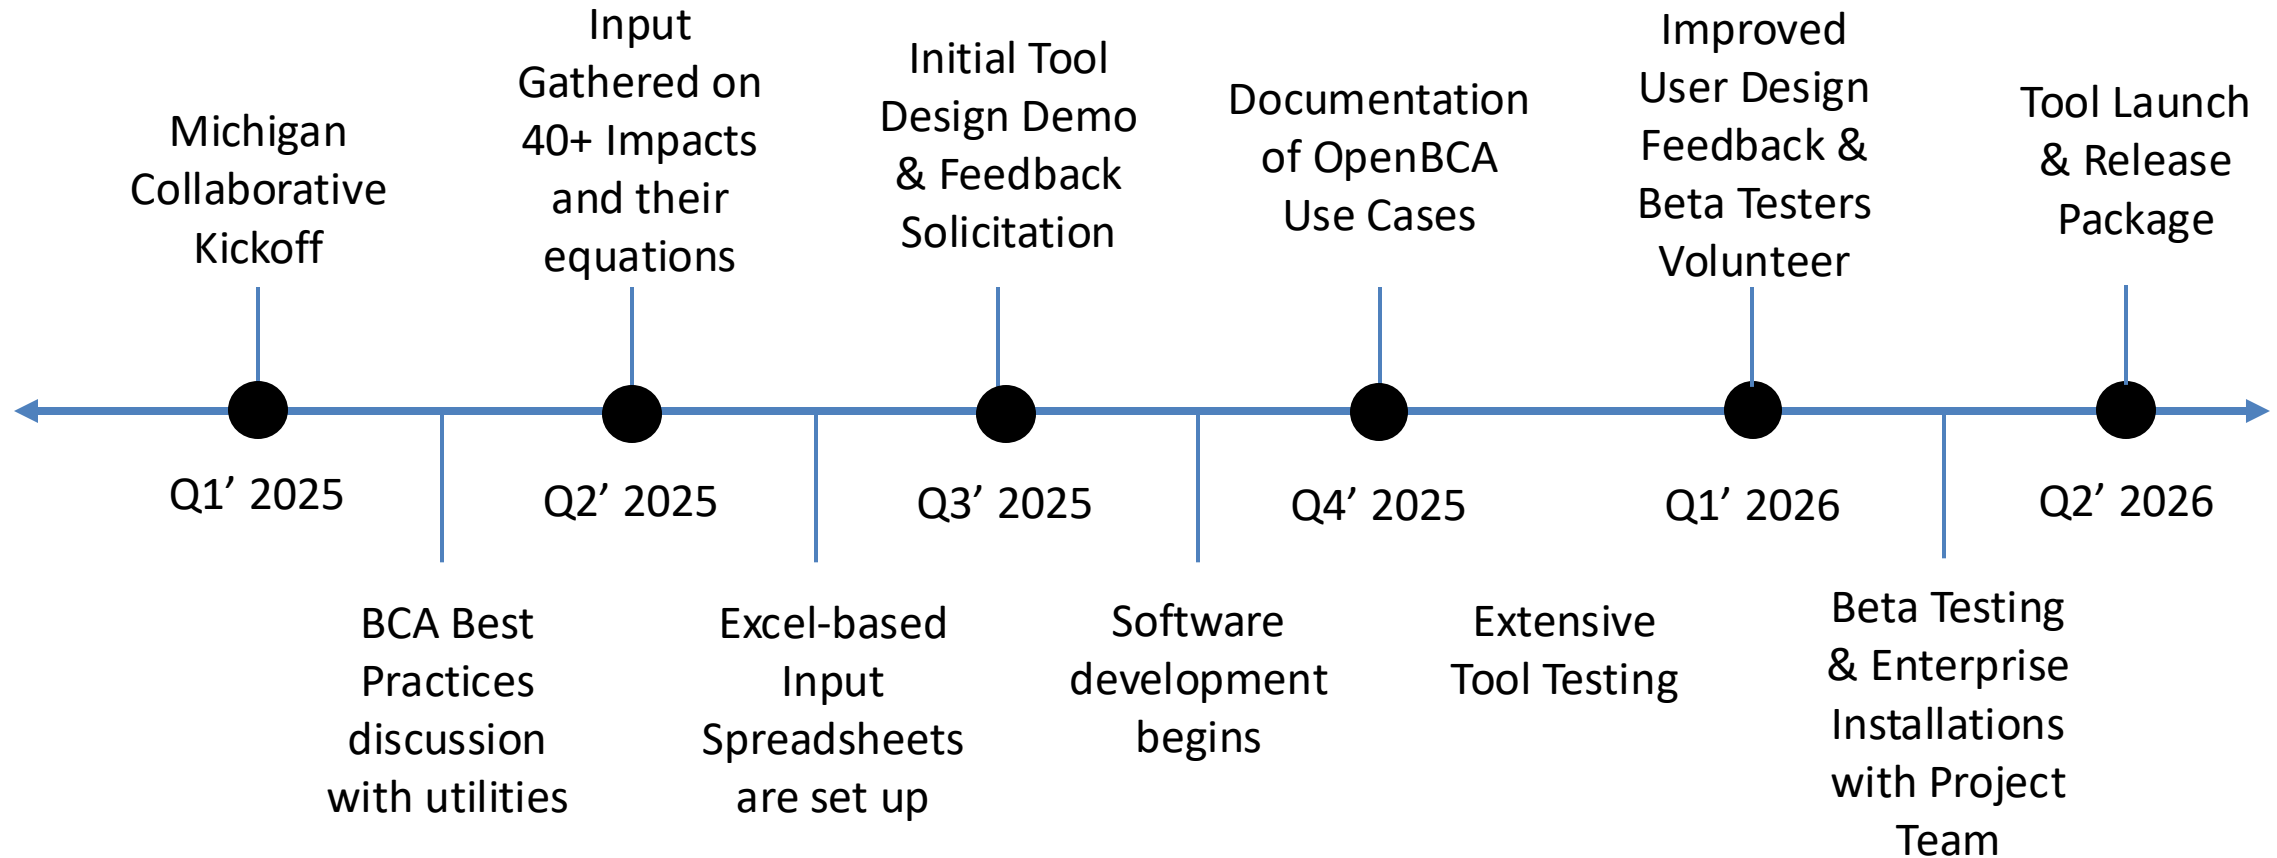 Michigan
Collaborative
Kickoff
Input
Gathered on
40+ Impacts
and their
equations
Initial Tool
Design Demo
& Feedback
Solicitation
Documentation
of OpenBCA
Use Cases
Improved
User Design
Feedback &
Beta Testers
Volunteer
Tool Launch
& Release
Package
Q1’ 2025
Q2’ 2025
Q3’ 2025
Q4’ 2025
Q1’ 2026
Q2’ 2026
BCA Best
Practices
discussion
with utilities
Excel-based
Input
Spreadsheets
are set up
Software
development
begins
Extensive
Tool Testing
Beta Testing
& Enterprise
Installations
with Project
Team